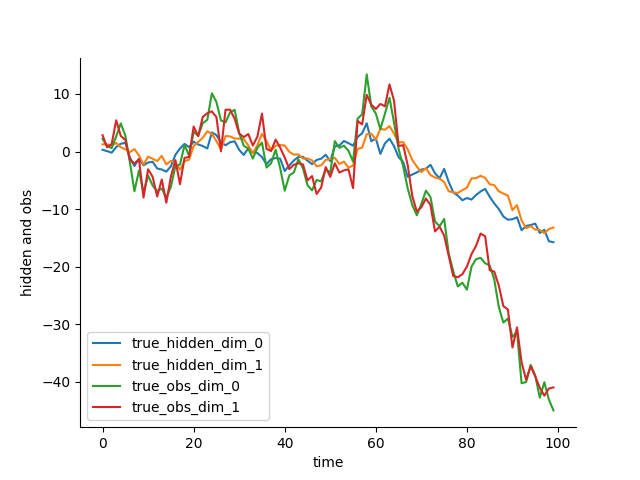 hidden and obs
10
0
−10
−20
−30
−40
true_hidden_dim_0
true_hidden_dim_1
true_obs_dim_0
true_obs_dim_1
0 20 40 60 80 100
time